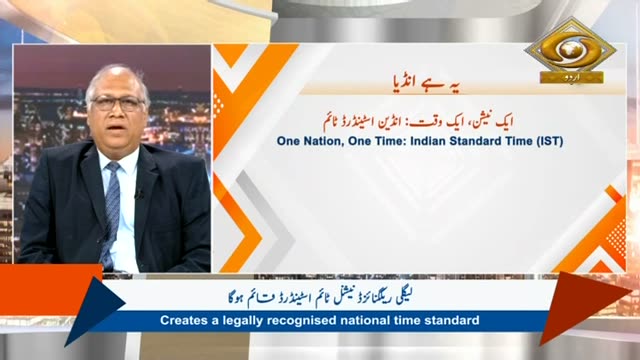 اردو
یہ ہے انڈیا
ایک نیشن، ایک وقت: انڈین اسٹینڈرڈ ٹائم
One Nation, One Time: Indian Standard Time (IST)
لیگلی ریکگنائزڈ نیشنل ٹائم اسٹینڈرڈ قائم ہوگا
Creates a legally recognised national time standard